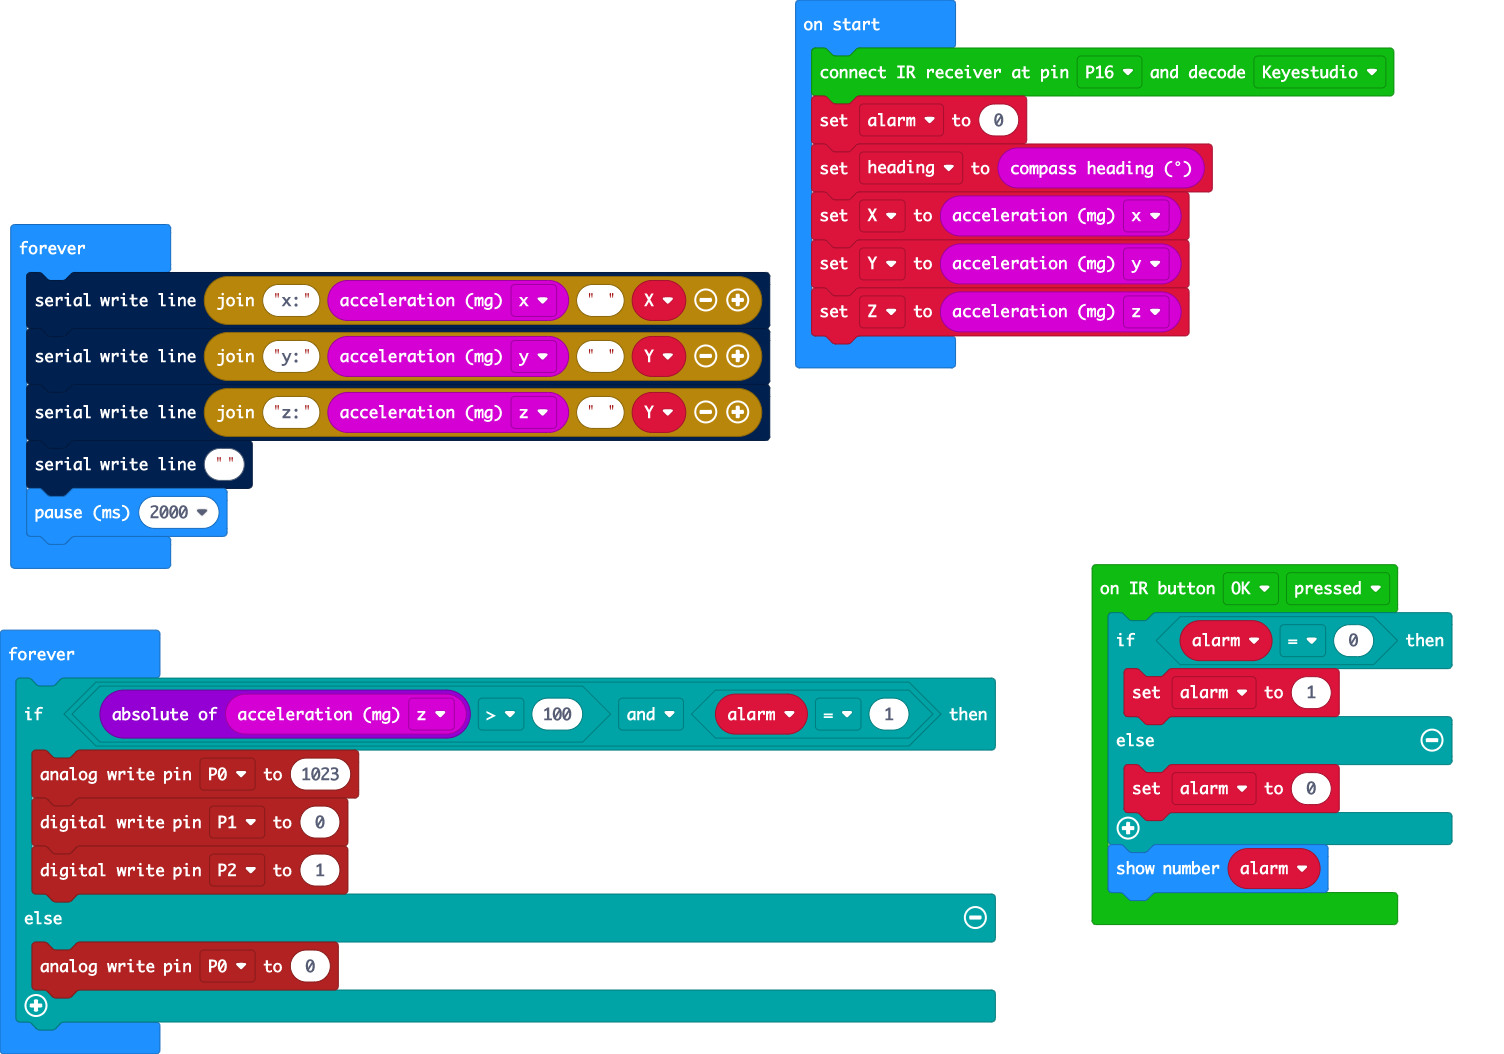 on start
connect IR receiver at pin P16 and decode Keyestudio
set alarm to 0
set heading to compass heading (°)
set X to acceleration (mg) x
set Y to acceleration (mg) y
set Z to acceleration (mg) z
forever
serial write line join "x:" acceleration (mg) x " " X
serial write line join "y:" acceleration (mg) y " " Y
serial write line join "z:" acceleration (mg) z " " Y
serial write line " "
pause (ms) 2000
forever
if absolute of acceleration (mg) z > 100 and alarm = 1 then
analog write pin P0 to 1023
digital write pin P1 to 0
digital write pin P2 to 1
else
analog write pin P0 to 0
on IR button OK pressed
if alarm = 0 then
set alarm to 1
else
set alarm to 0
show number alarm